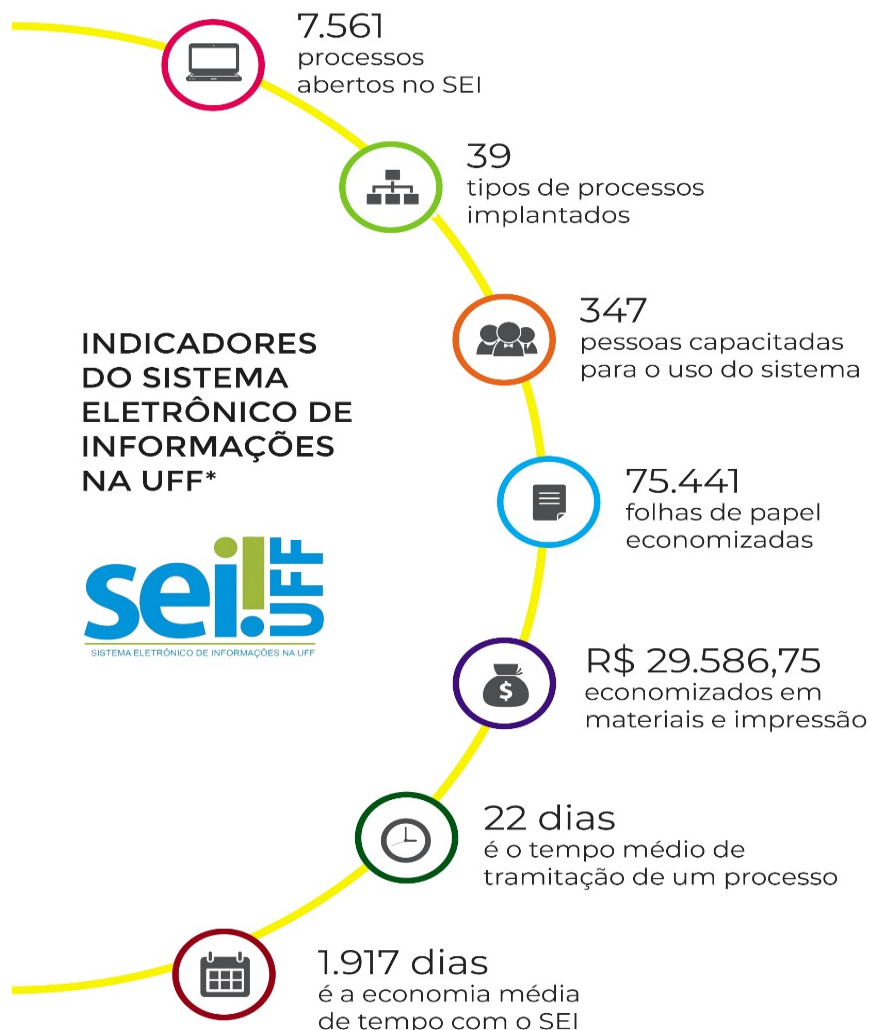 7.561
processos
abertos no SEI
39
tipos de processos
implantados
347
pessoas capacitadas
para o uso do sistema
INDICADORES
DO SISTEMA
ELETRÔNICO DE
INFORMAÇÕES
NA UFF*
75.441
folhas de papel
economizadas
sei! UFF
SISTEMA ELETRÔNICO DE INFORMAÇÕES NA UFF
R$ 29.586,75
economizados em
materiais e impressão
$
22 dias
é o tempo médio de
tramitação de um processo
1.917 dias
é a economia média
de tempo com o SEI